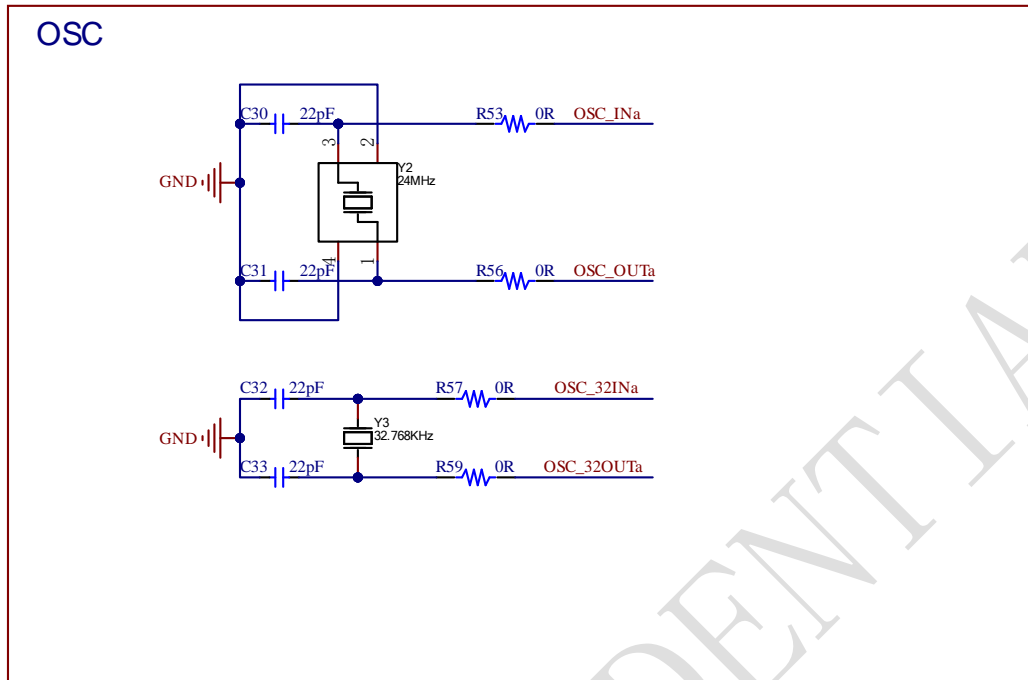 OSC
C30 22pF R53 0R OSC_INa
3 2
Y2
24MHz
GND
4 1
C31 22pF R56 0R OSC_OUTa
C32 22pF R57 0R OSC_32INa
Y3
32.768KHz
GND
C33 22pF R59 0R OSC_32OUTa
DENTIA